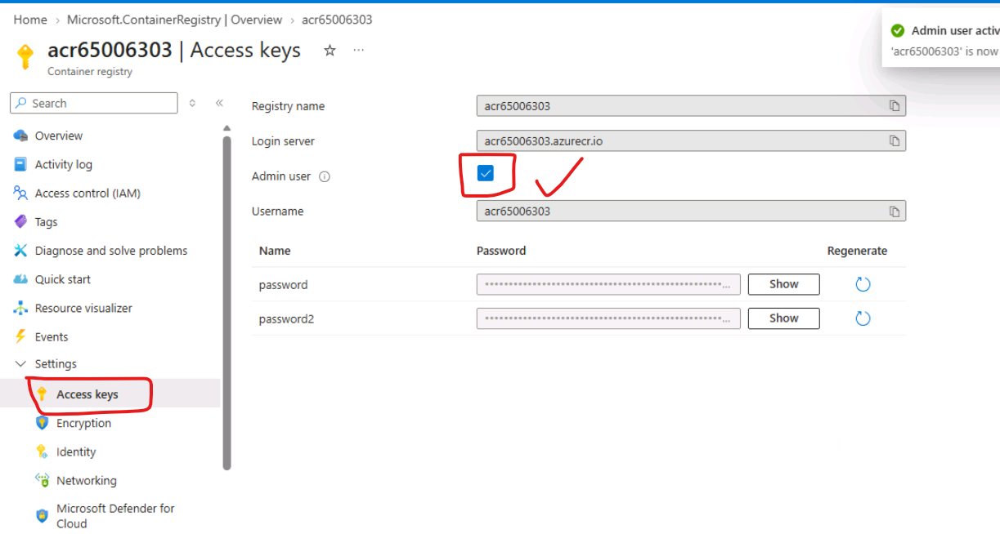 Home > Microsoft.ContainerRegistry | Overview > acr65006303
Admin user activ
'acr65006303' is now
acr65006303 | Access keys ☆ ...
Container registry
Search
«
Overview
Activity log
Access control (IAM)
Tags
Diagnose and solve problems
Quick start
Resource visualizer
Events
Settings
Access keys
Encryption
Identity
Networking
Microsoft Defender for
Cloud
Registry name acr65006303
Login server acr65006303.azurecr.io
Admin user
Username acr65006303
Name Password Regenerate
password ••••••••••••••••••••••••••••••••••••••••••••••••... Show
password2 ••••••••••••••••••••••••••••••••••••••••••••••••... Show